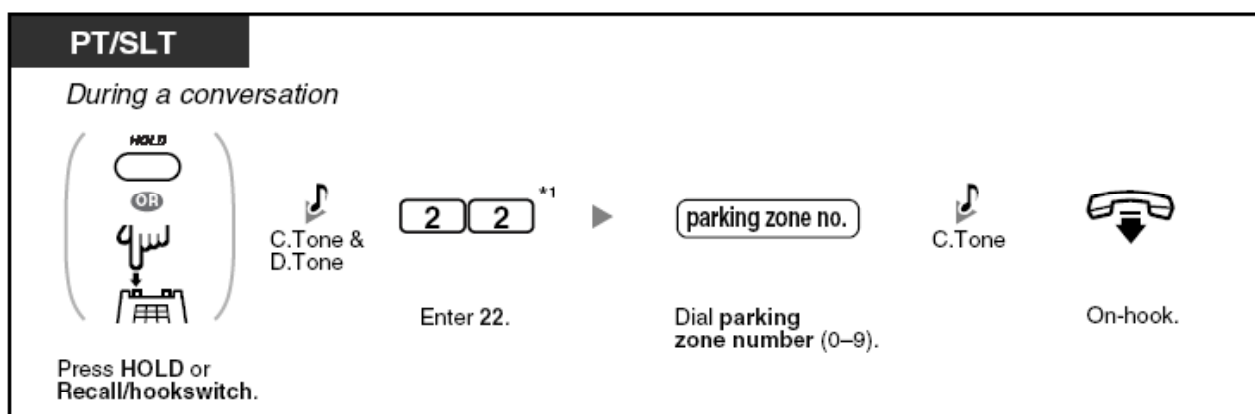 PT/SLT
During a conversation
HOLD
OR
Press HOLD or
Recall/hookswitch.
C.Tone &
D.Tone
2 2 *1
Enter 22.
parking zone no.
Dial parking
zone number (0–9).
C.Tone
On-hook.